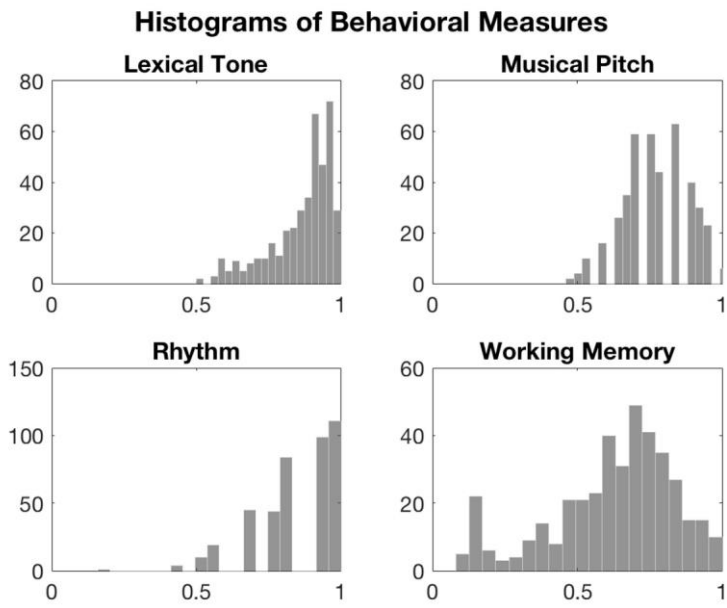 Histograms of Behavioral Measures
Lexical Tone
80
60
40
20
0
0 0.5 1
Musical Pitch
80
60
40
20
0
0 0.5 1
Rhythm
150
100
50
0
0 0.5 1
Working Memory
60
40
20
0
0 0.5 1